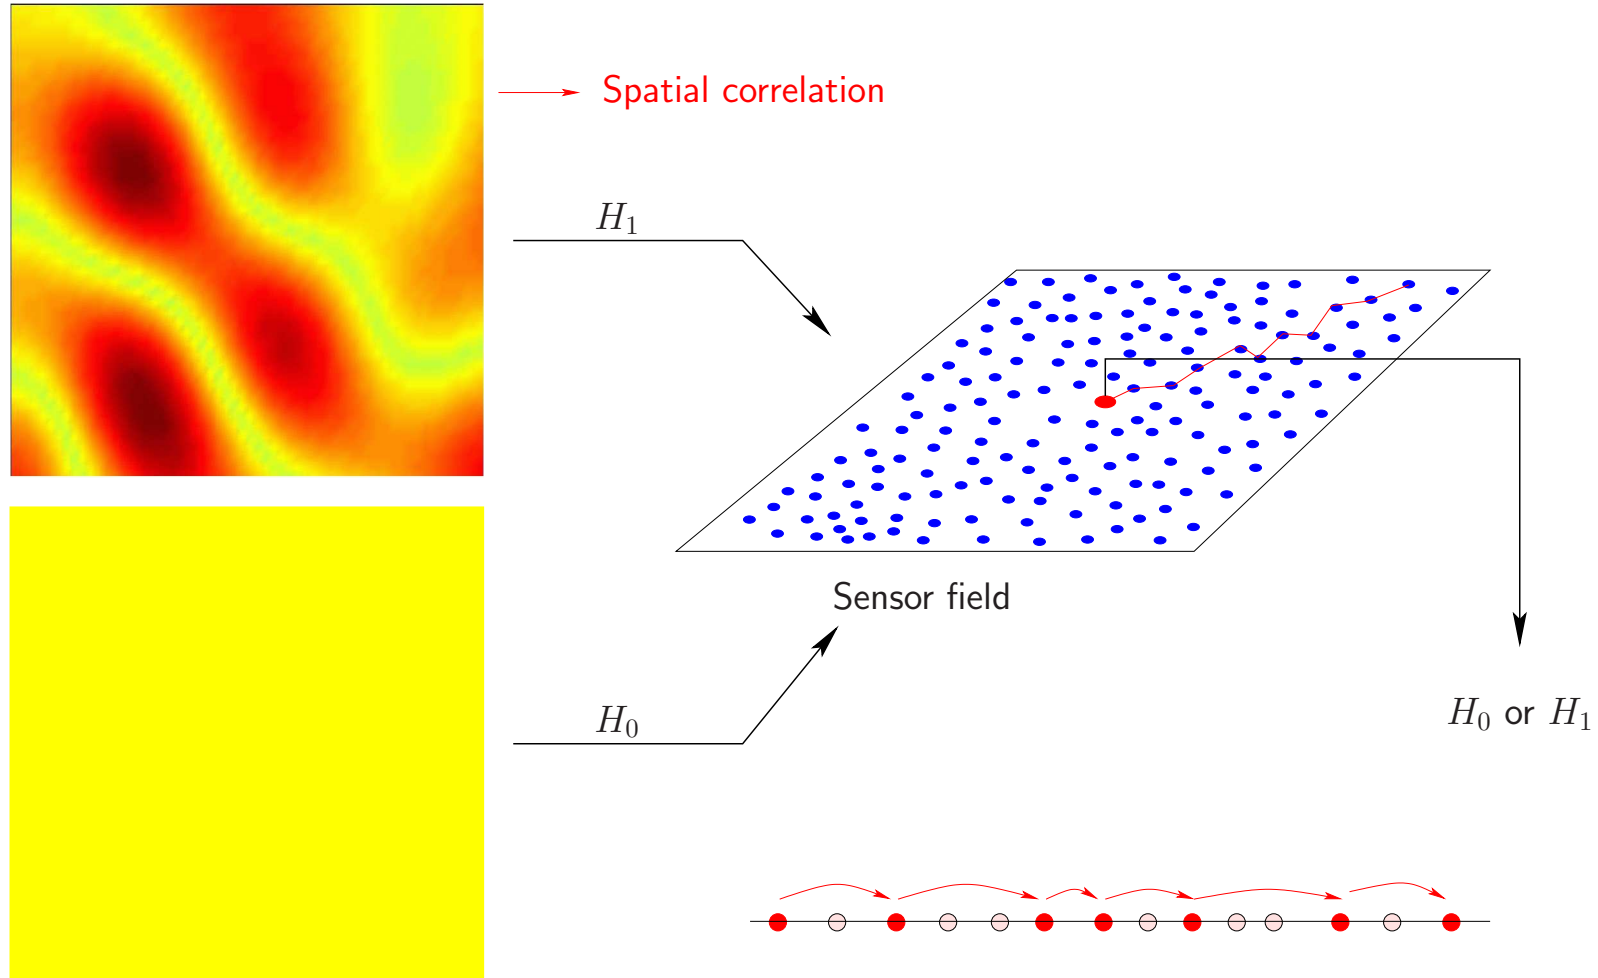 Spatial correlation
H₁
Sensor field
H₀
H₀ or H₁